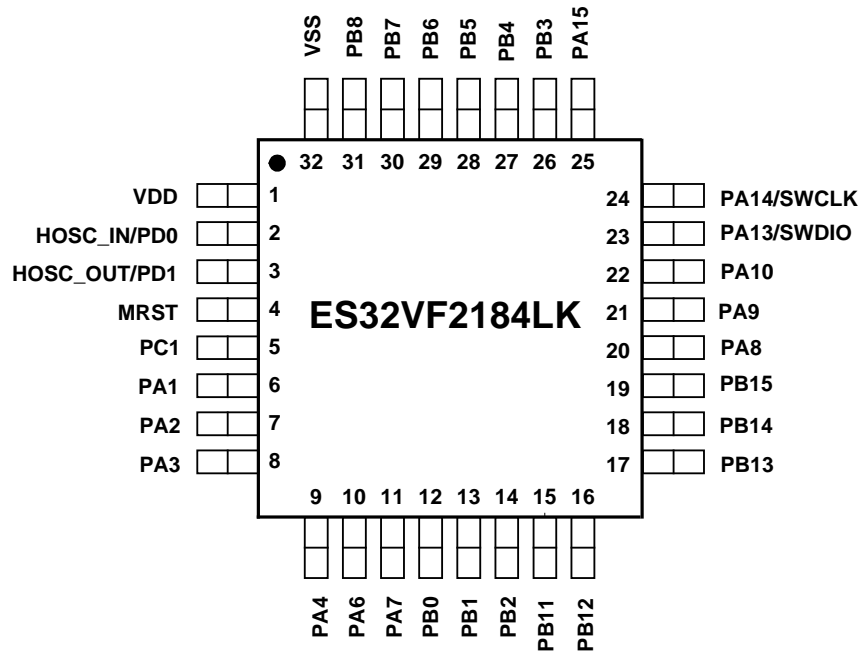 VSS PB8 PB7 PB6 PB5 PB4 PB3 PA15
32 31 30 29 28 27 26 25
VDD 1 24 PA14/SWCLK
HOSC_IN/PD0 2 23 PA13/SWDIO
HOSC_OUT/PD1 3 22 PA10
MRST 4 ES32VF2184LK 21 PA9
PC1 5 20 PA8
PA1 6 19 PB15
PA2 7 18 PB14
PA3 8 17 PB13
9 10 11 12 13 14 15 16
PA4 PA6 PA7 PB0 PB1 PB2 PB11 PB12